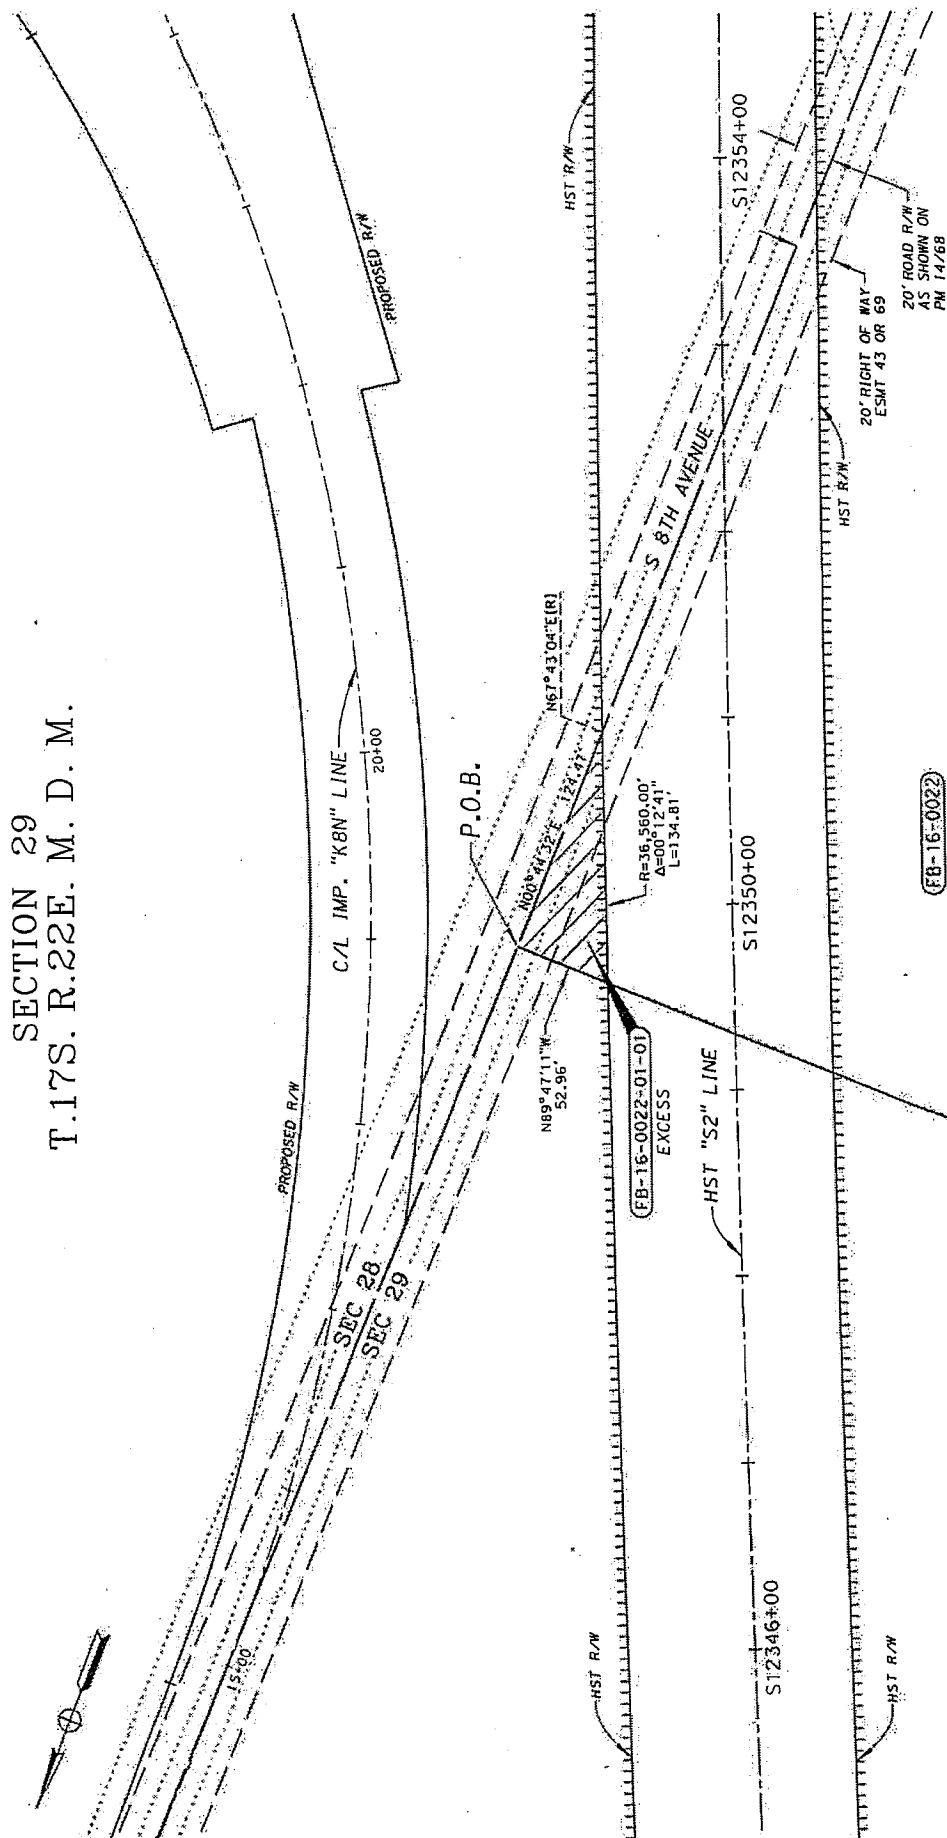 SECTION 29
T.17S. R.22E. M. D. M.
PROPOSED R/W
HST R/W
S12354+00
20' ROAD R/W
AS SHOWN ON
PM 14/68
20' RIGHT OF WAY
ESMT 43 OR 69
HST R/W
S 8TH AVENUE
N67°43'04"E[R]
C/L IMP. "K8N" LINE
20+00
P.O.B.
N00°44'32"E 124.47'
R=36,560.00'
Δ=00°12'41"
L=134.81'
S12350+00
FB-16-0022
N89°47'11"W
52.96'
FB-16-0022-01-01
EXCESS
HST "S2" LINE
PROPOSED R/W
SEC 28
SEC 29
15+00
HST R/W
S12346+00
HST R/W